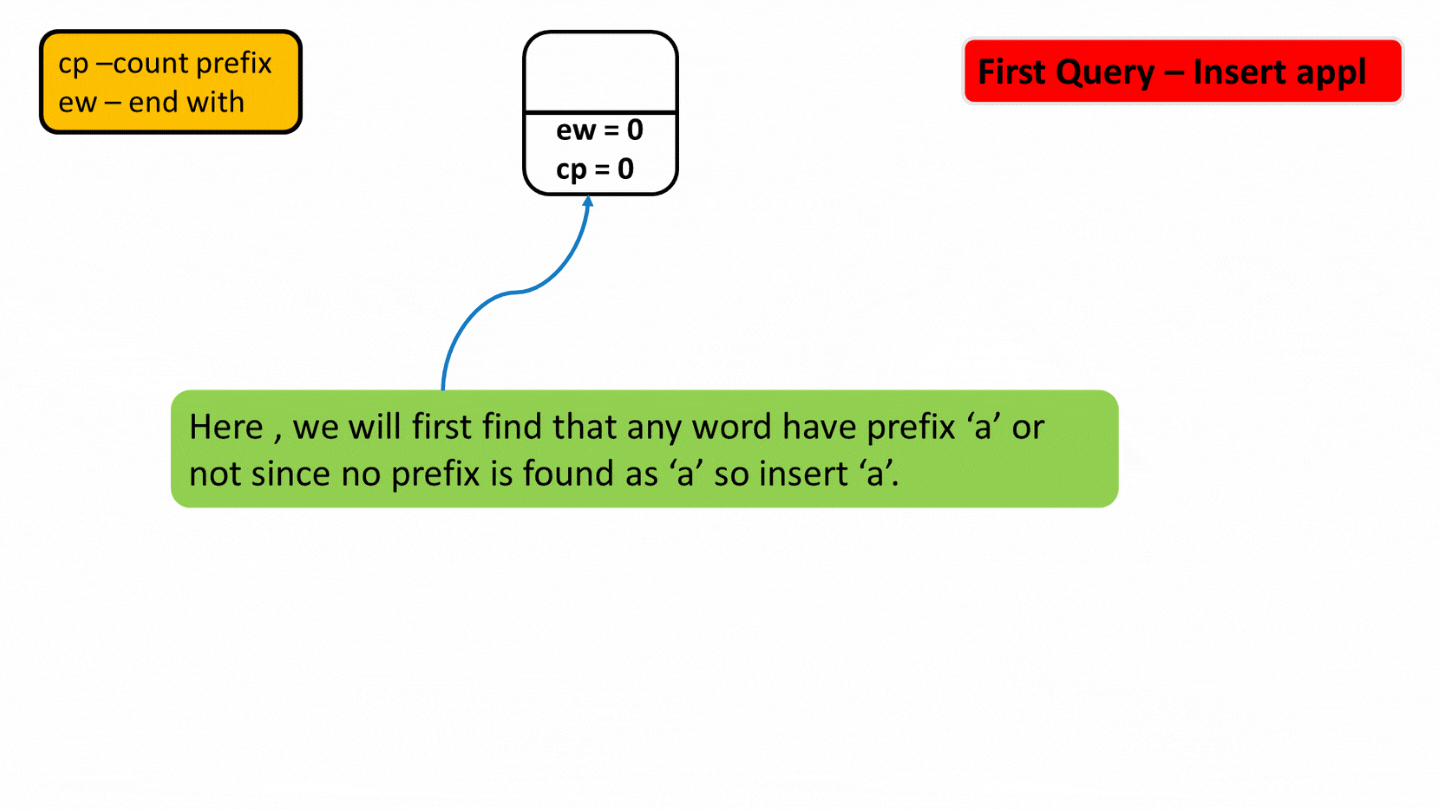 cp –count prefix
ew – end with
First Query – Insert appl
ew = 0
cp = 0
Here , we will first find that any word have prefix ‘a’ or
not since no prefix is found as ‘a’ so insert ‘a’.